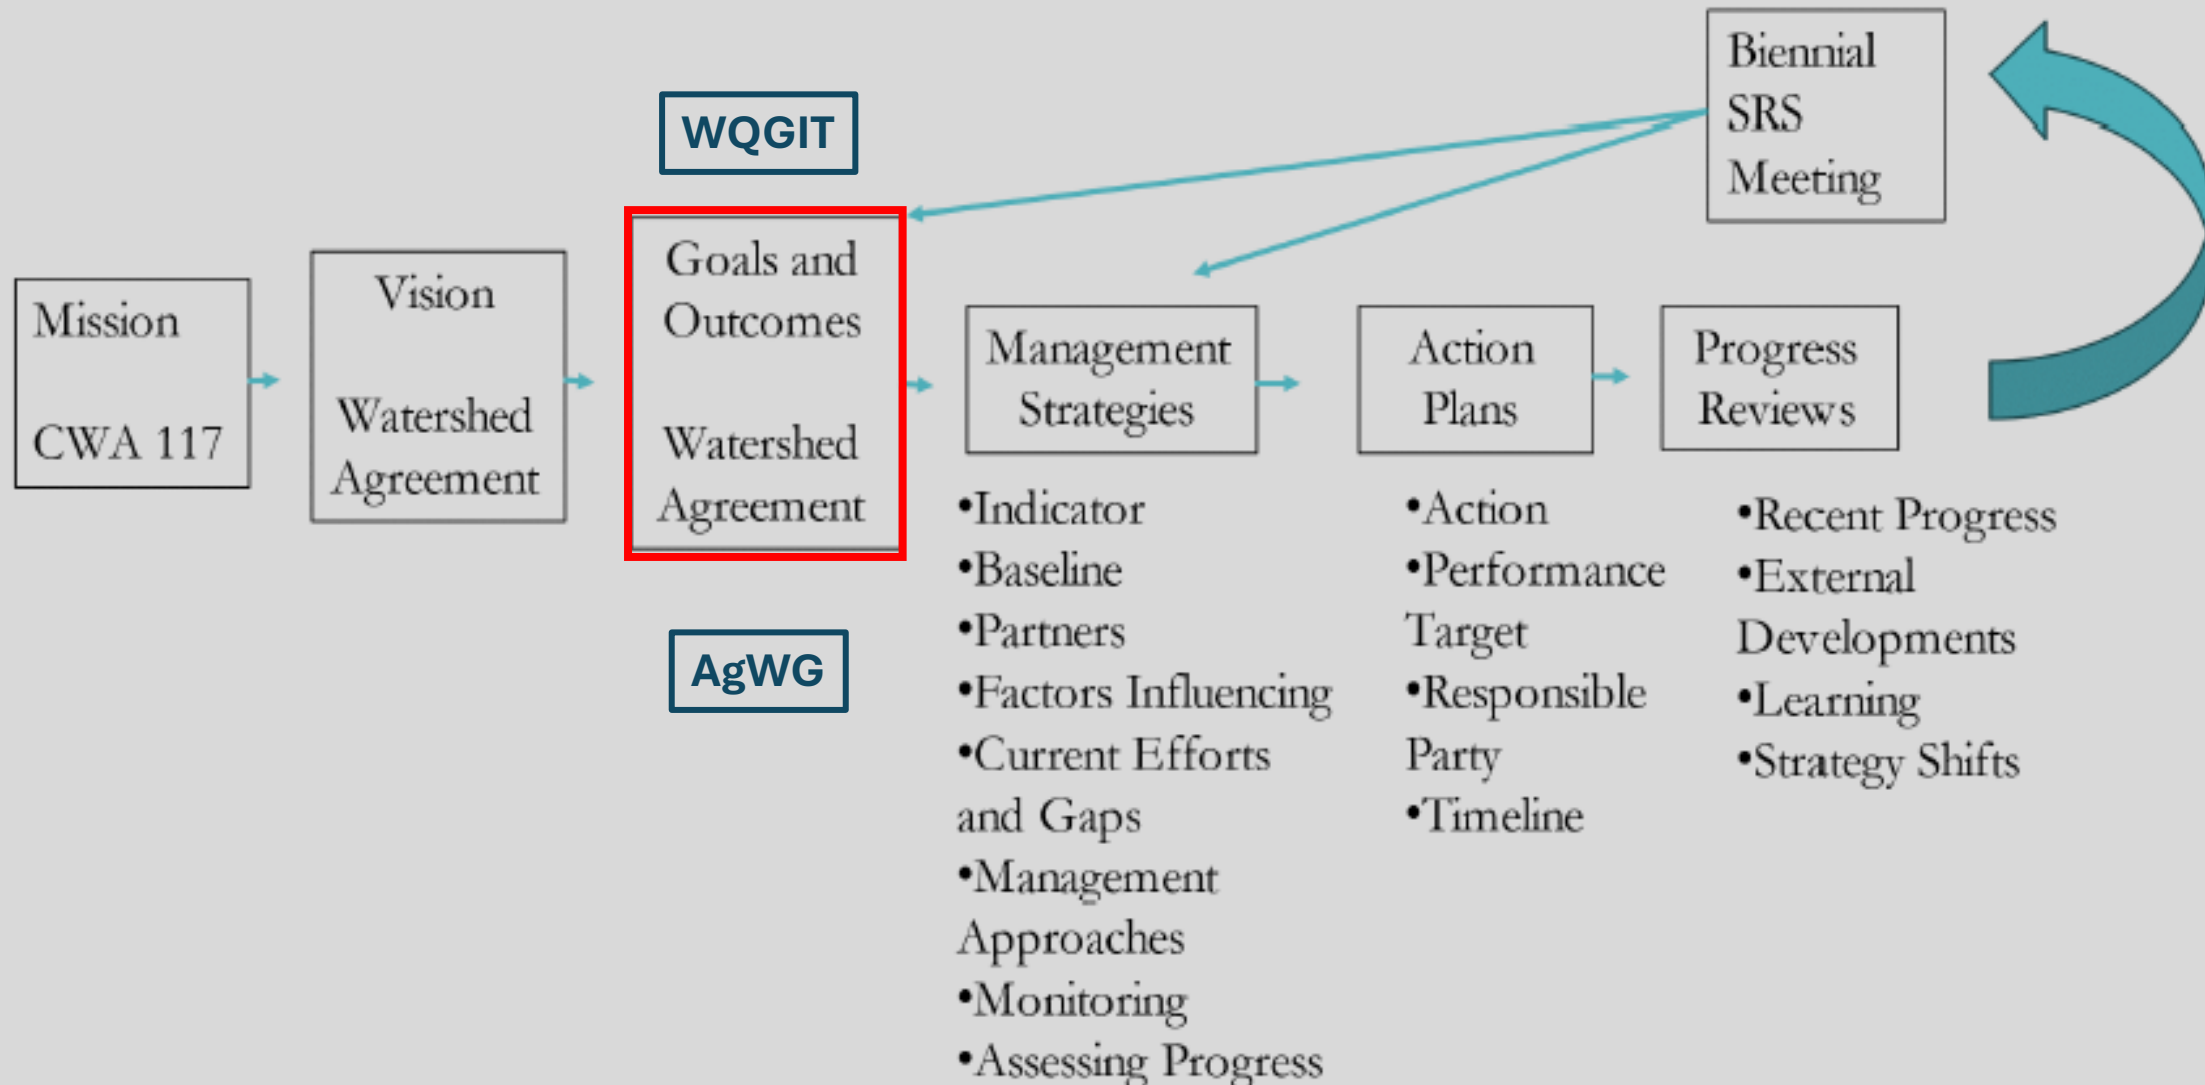 Biennial
SRS
Meeting
WQGIT
Mission
CWA 117
Vision
Watershed
Agreement
Goals and
Outcomes
Watershed
Agreement
Management
Strategies
Action
Plans
Progress
Reviews
AgWG
•Indicator
•Baseline
•Partners
•Factors Influencing
•Current Efforts
and Gaps
•Management
Approaches
•Monitoring
•Assessing Progress
•Action
•Performance
Target
•Responsible
Party
•Timeline
•Recent Progress
•External
Developments
•Learning
•Strategy Shifts